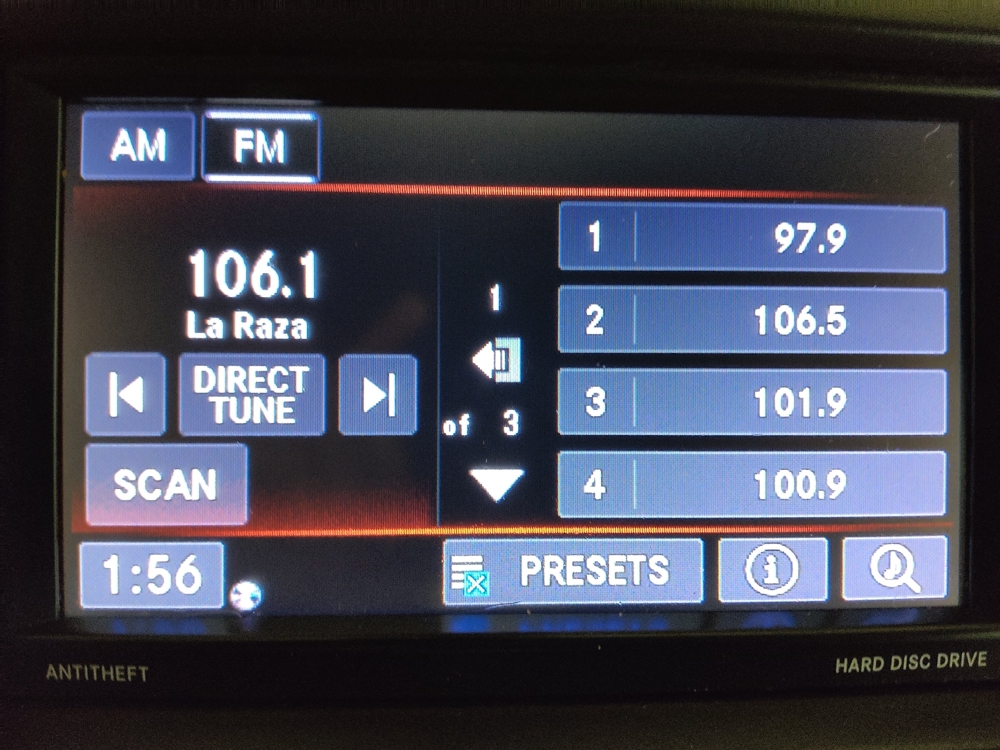 AM FM
106.1
La Raza
DIRECT
TUNE
SCAN
1
of 3
1 97.9
2 106.5
3 101.9
4 100.9
1:56
PRESETS
i
ANTITHEFT
HARD DISC DRIVE